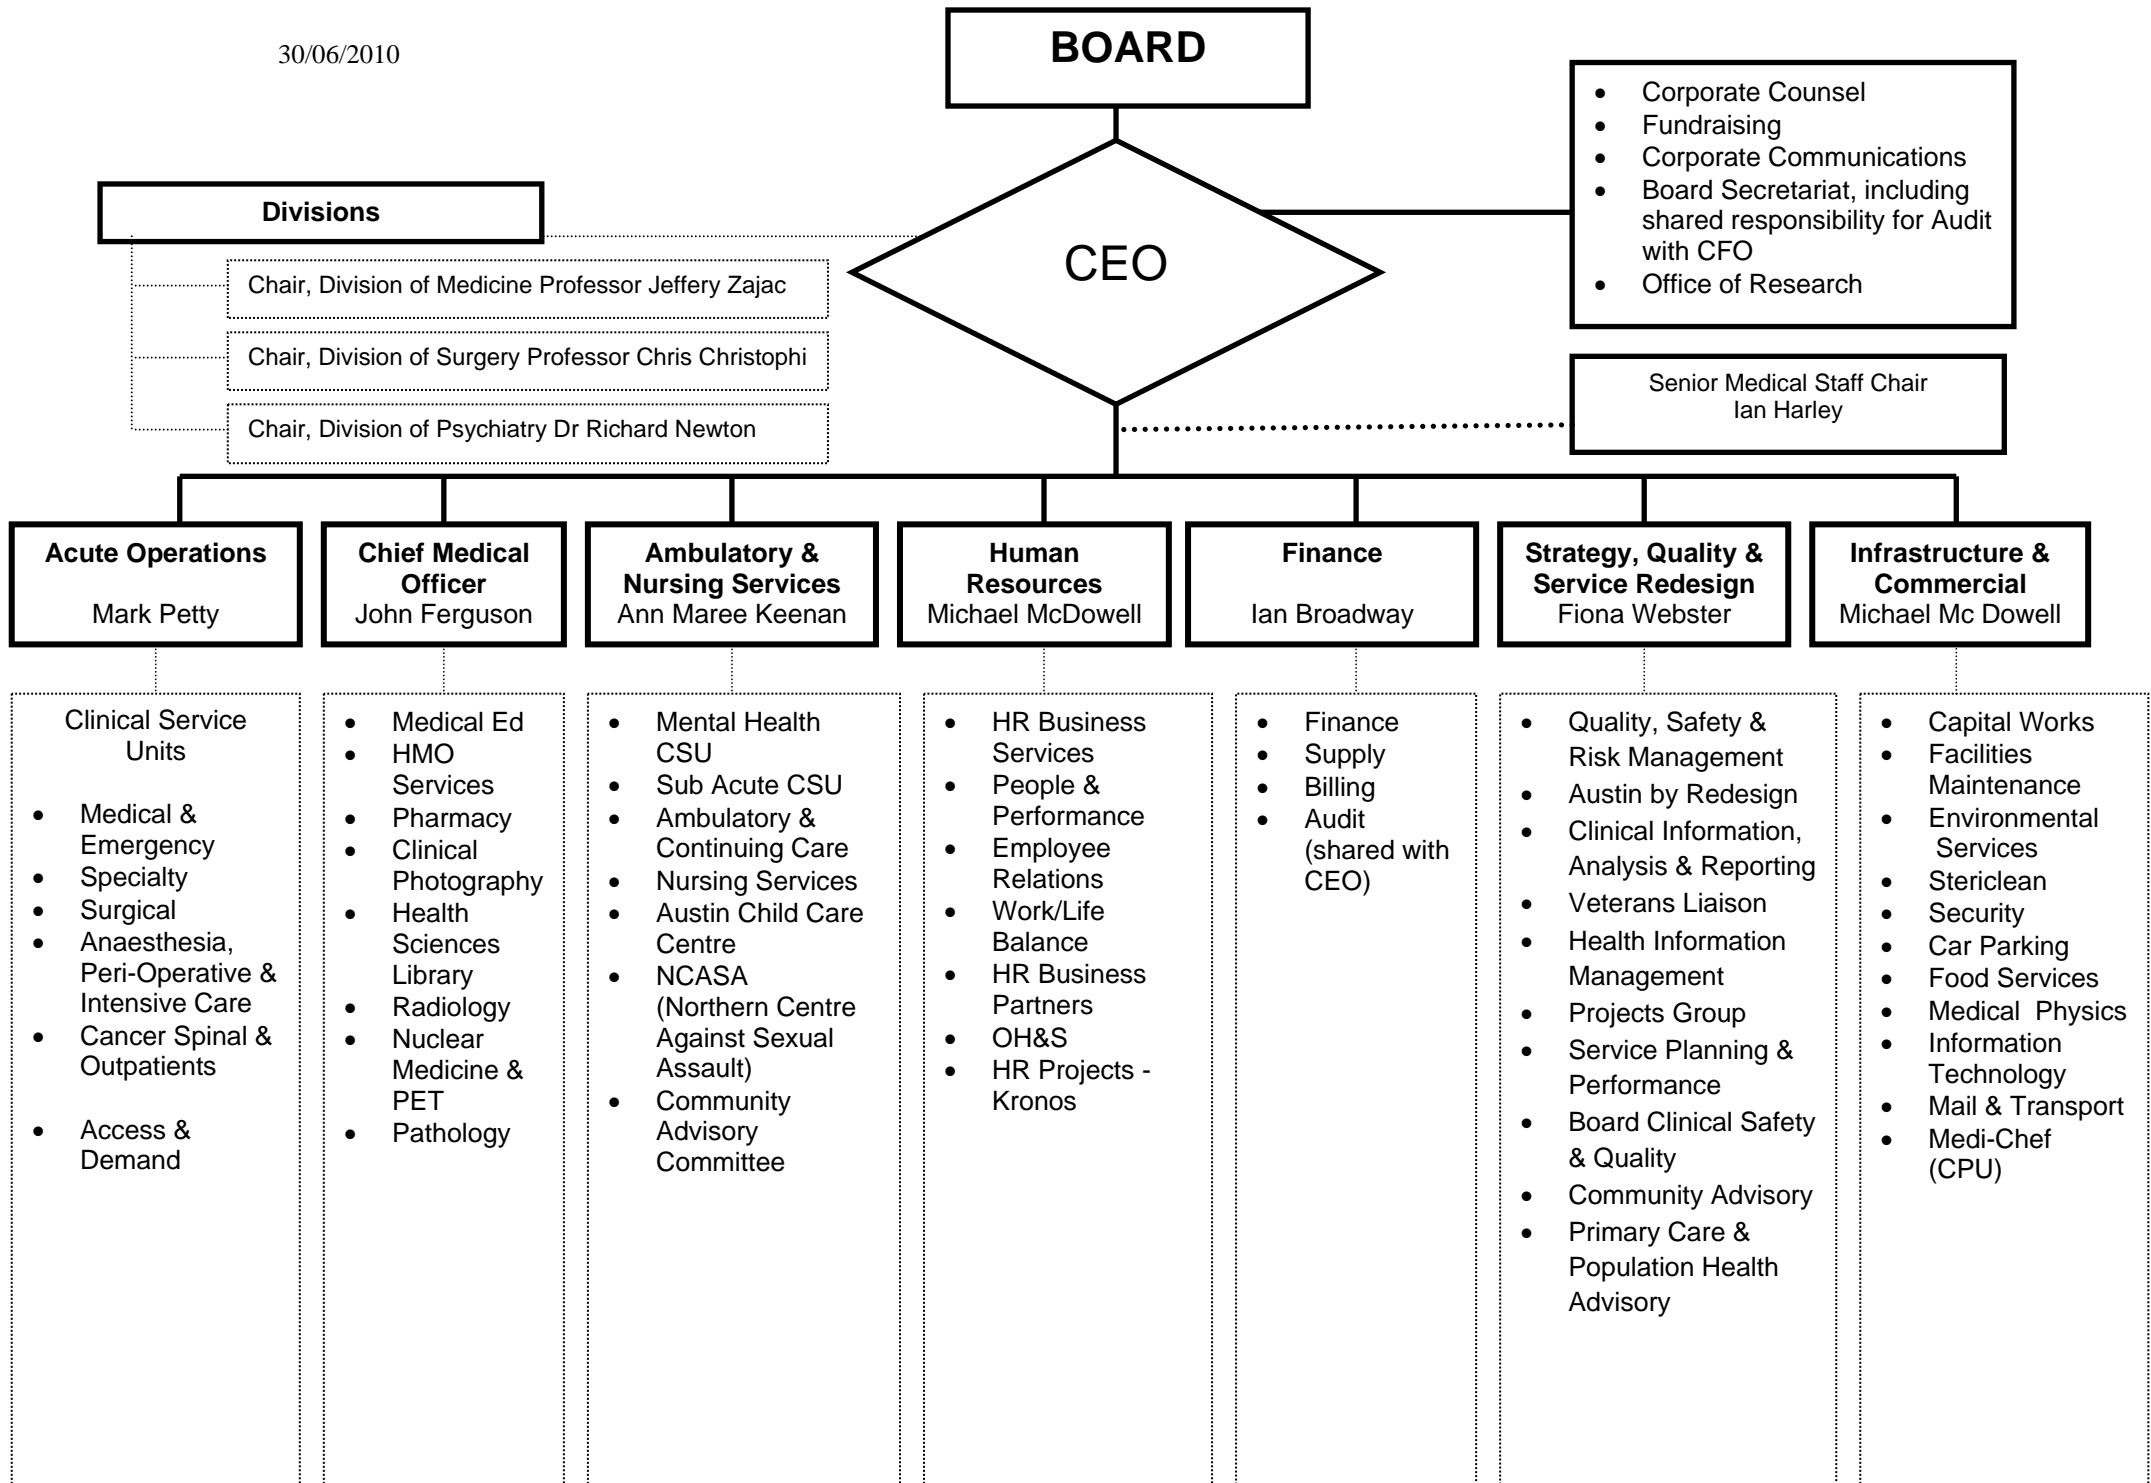 30/06/2010
BOARD
• Corporate Counsel
• Fundraising
• Corporate Communications
• Board Secretariat, including
shared responsibility for Audit
with CFO
• Office of Research
Divisions
CEO
Chair, Division of Medicine Professor Jeffery Zajac
Chair, Division of Surgery Professor Chris Christophi
Chair, Division of Psychiatry Dr Richard Newton
Senior Medical Staff Chair
Ian Harley
Acute Operations
Mark Petty
Chief Medical
Officer
John Ferguson
Ambulatory &
Nursing Services
Ann Maree Keenan
Human
Resources
Michael McDowell
Finance
Ian Broadway
Strategy, Quality &
Service Redesign
Fiona Webster
Infrastructure &
Commercial
Michael Mc Dowell
Clinical Service
Units
• Medical &
Emergency
• Specialty
• Surgical
• Anaesthesia,
Peri-Operative &
Intensive Care
• Cancer Spinal &
Outpatients
• Access &
Demand
• Medical Ed
• HMO
Services
• Pharmacy
• Clinical
Photography
• Health
Sciences
Library
• Radiology
• Nuclear
Medicine &
PET
• Pathology
• Mental Health
CSU
• Sub Acute CSU
• Ambulatory &
Continuing Care
• Nursing Services
• Austin Child Care
Centre
• NCASA
(Northern Centre
Against Sexual
Assault)
• Community
Advisory
Committee
• HR Business
Services
• People &
Performance
• Employee
Relations
• Work/Life
Balance
• HR Business
Partners
• OH&S
• HR Projects -
Kronos
• Finance
• Supply
• Billing
• Audit
(shared with
CEO)
• Quality, Safety &
Risk Management
• Austin by Redesign
• Clinical Information,
Analysis & Reporting
• Veterans Liaison
• Health Information
Management
• Projects Group
• Service Planning &
Performance
• Board Clinical Safety
& Quality
• Community Advisory
• Primary Care &
Population Health
Advisory
• Capital Works
• Facilities
Maintenance
• Environmental
Services
• Stericlean
• Security
• Car Parking
• Food Services
• Medical Physics
• Information
Technology
• Mail & Transport
• Medi-Chef
(CPU)